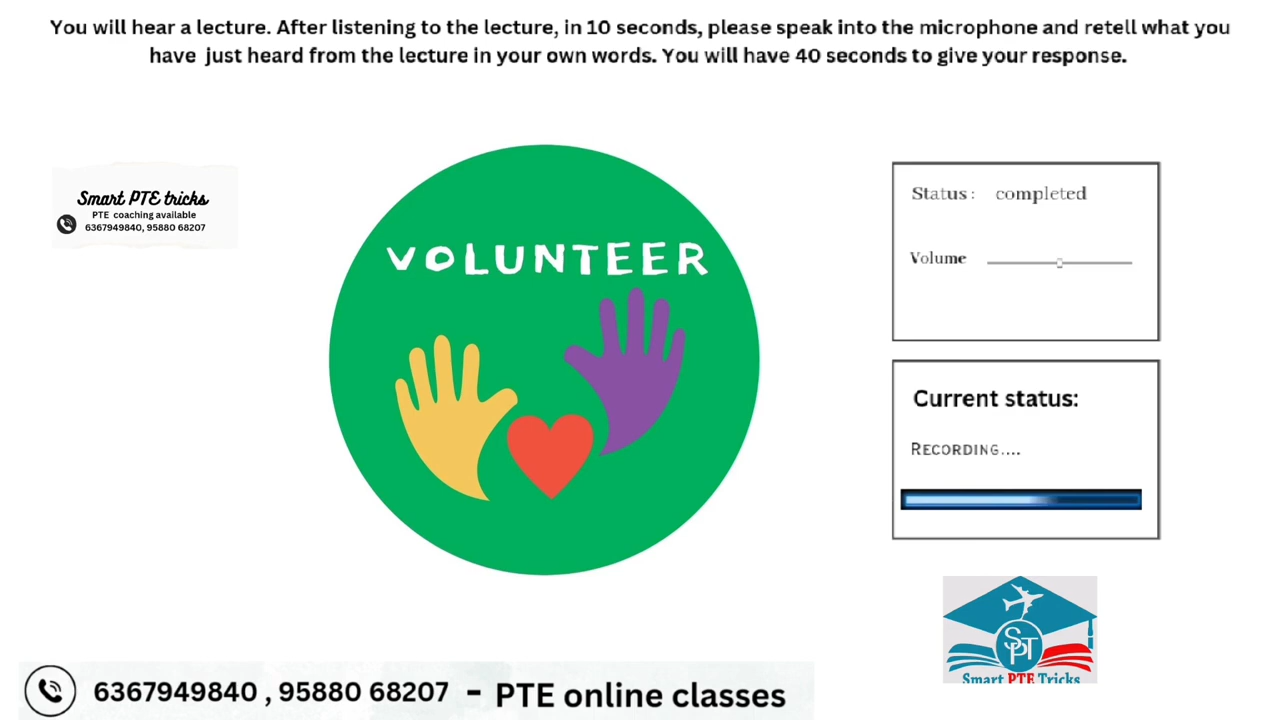 You will hear a lecture. After listening to the lecture, in 10 seconds, please speak into the microphone and retell what you
have just heard from the lecture in your own words. You will have 40 seconds to give your response.
Smart PTE tricks
PTE coaching available
6367949840, 95880 68207
VOLUNTEER
Status: completed
Volume
Current status:
RECORDING....
SPT
Smart PTE Tricks
6367949840 , 95880 68207 - PTE online classes